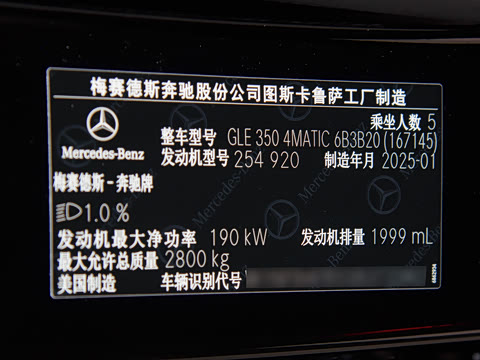 梅赛德斯奔驰股份公司图斯卡鲁萨工厂制造
乘坐人数 5
Mercedes-Benz
整车型号 GLE 350 4MATIC 6B3B20 (167145)
发动机型号 254 920 制造年月 2025-01
梅赛德斯-奔驰牌
1.0 %
发动机最大净功率 190 kW 发动机排量 1999 mL
最大允许总质量 2800 kg
美国制造 车辆识别代号